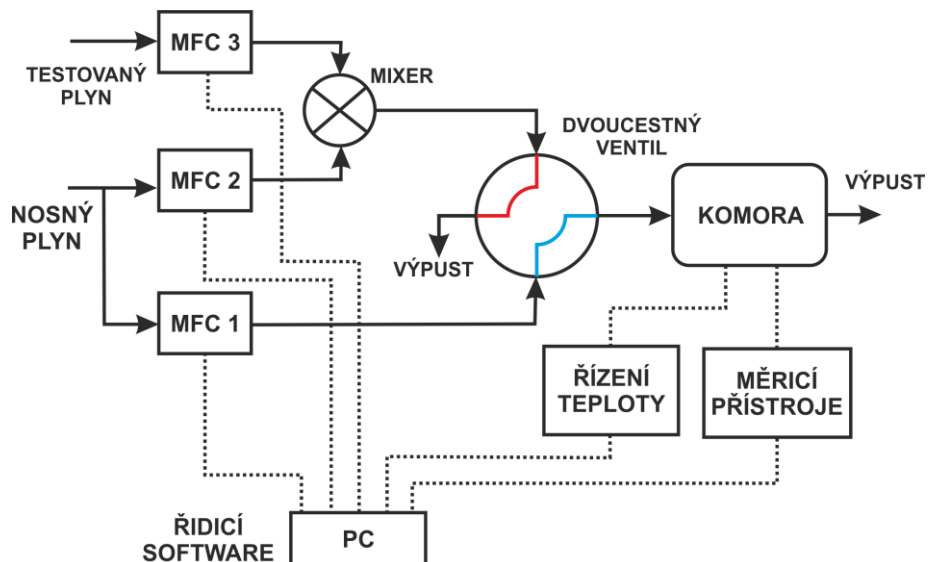 MFC 3
TESTOVANÝ
PLYN
MIXER
DVOUCESTNÝ
VENTIL
MFC 2
NOSNÝ
PLYN
KOMORA
VÝPUST
VÝPUST
MFC 1
ŘÍZENÍ
TEPLOTY
MĚRICÍ
PŘÍSTROJE
ŘIDICÍ
SOFTWARE
PC